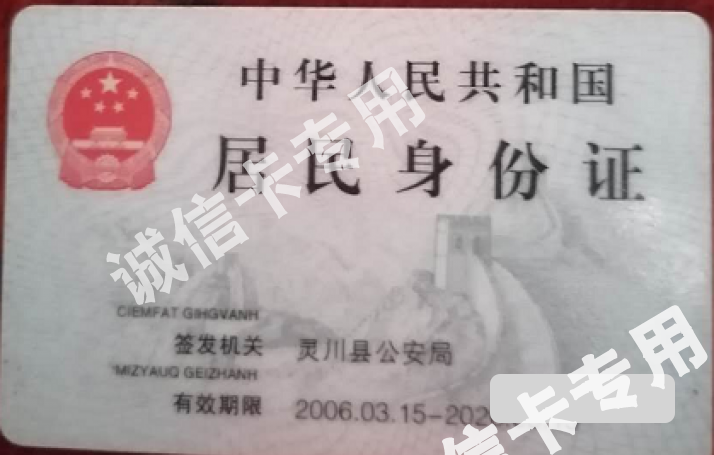 中华人民共和国
居民身份证
诚信卡专用
CIEMFAT GIHGVANH
签发机关 灵川县公安局
MIZYAUQ GEIZHANH
有效期限 2006.03.15-202
信卡专用